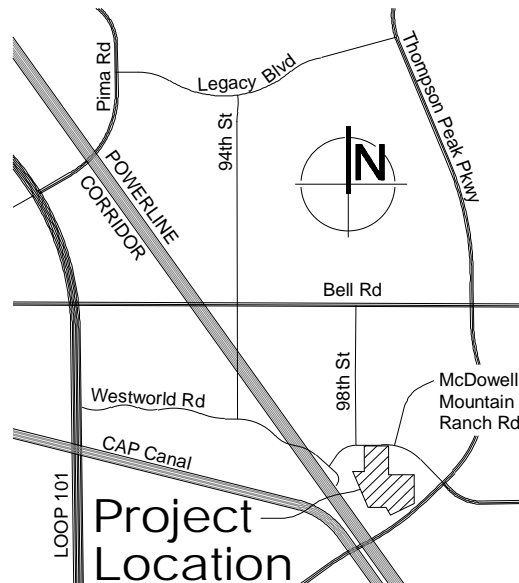 Pima Rd
Legacy Blvd
Thompson Peak Pkwy
94th St
N
POWERLINE
CORRIDOR
Bell Rd
98th St
Westworld Rd
McDowell
Mountain
Ranch Rd
CAP Canal
LOOP 101
Project
Location